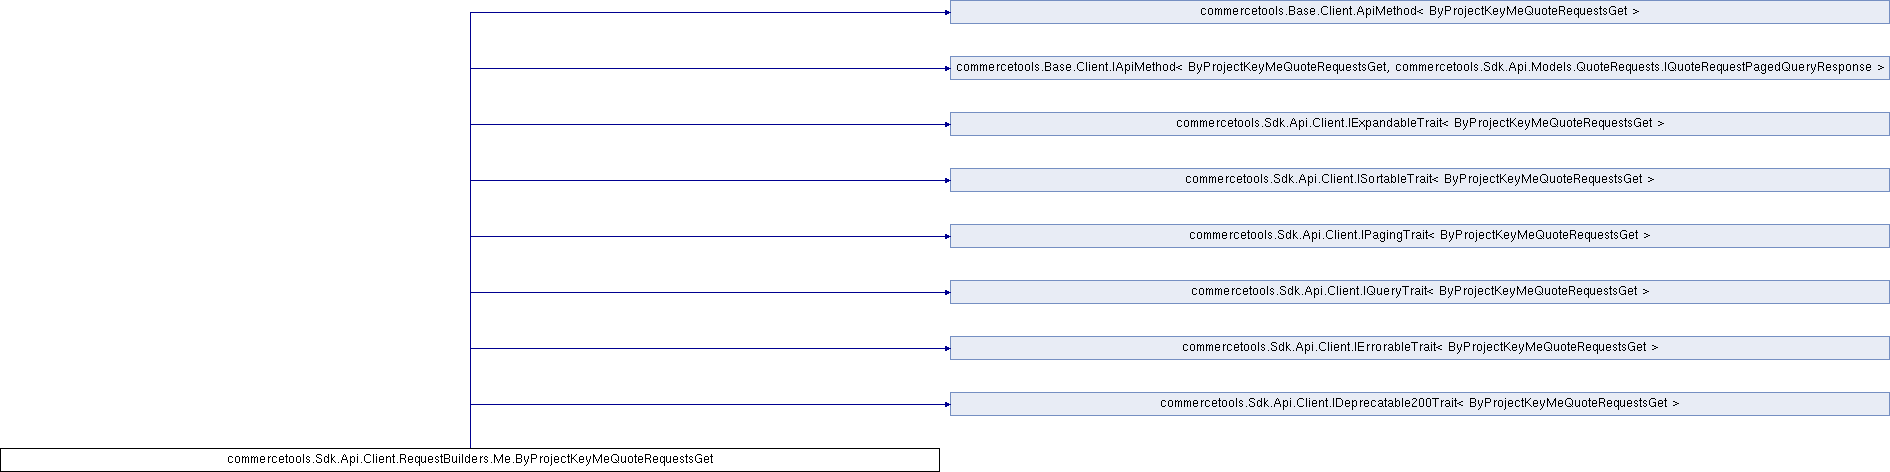 commercetools.Base.Client.ApiMethod< ByProjectKeyMeQuoteRequestsGet >
commercetools.Base.Client.IApiMethod< ByProjectKeyMeQuoteRequestsGet, commercetools.Sdk.Api.Models.QuoteRequests.IQuoteRequestPagedQueryResponse >
commercetools.Sdk.Api.Client.IExpandableTrait< ByProjectKeyMeQuoteRequestsGet >
commercetools.Sdk.Api.Client.ISortableTrait< ByProjectKeyMeQuoteRequestsGet >
commercetools.Sdk.Api.Client.IPagingTrait< ByProjectKeyMeQuoteRequestsGet >
commercetools.Sdk.Api.Client.IQueryTrait< ByProjectKeyMeQuoteRequestsGet >
commercetools.Sdk.Api.Client.IErrorableTrait< ByProjectKeyMeQuoteRequestsGet >
commercetools.Sdk.Api.Client.IDeprecatable200Trait< ByProjectKeyMeQuoteRequestsGet >
commercetools.Sdk.Api.Client.RequestBuilders.Me.ByProjectKeyMeQuoteRequestsGet